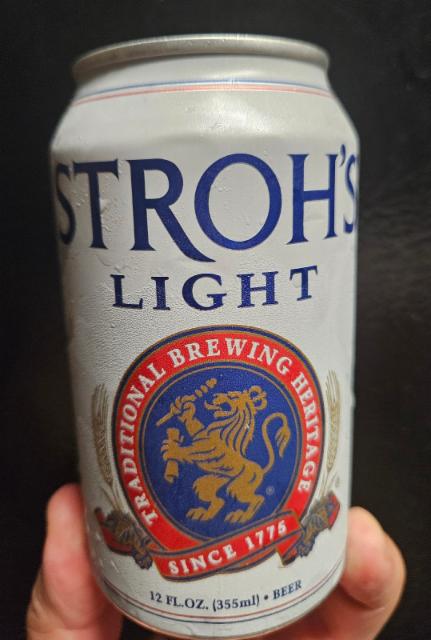 STROH'S
LIGHT
TRADITIONAL BREWING HERITAGE
SINCE 1775
12 FL.OZ. (355ml) • BEER